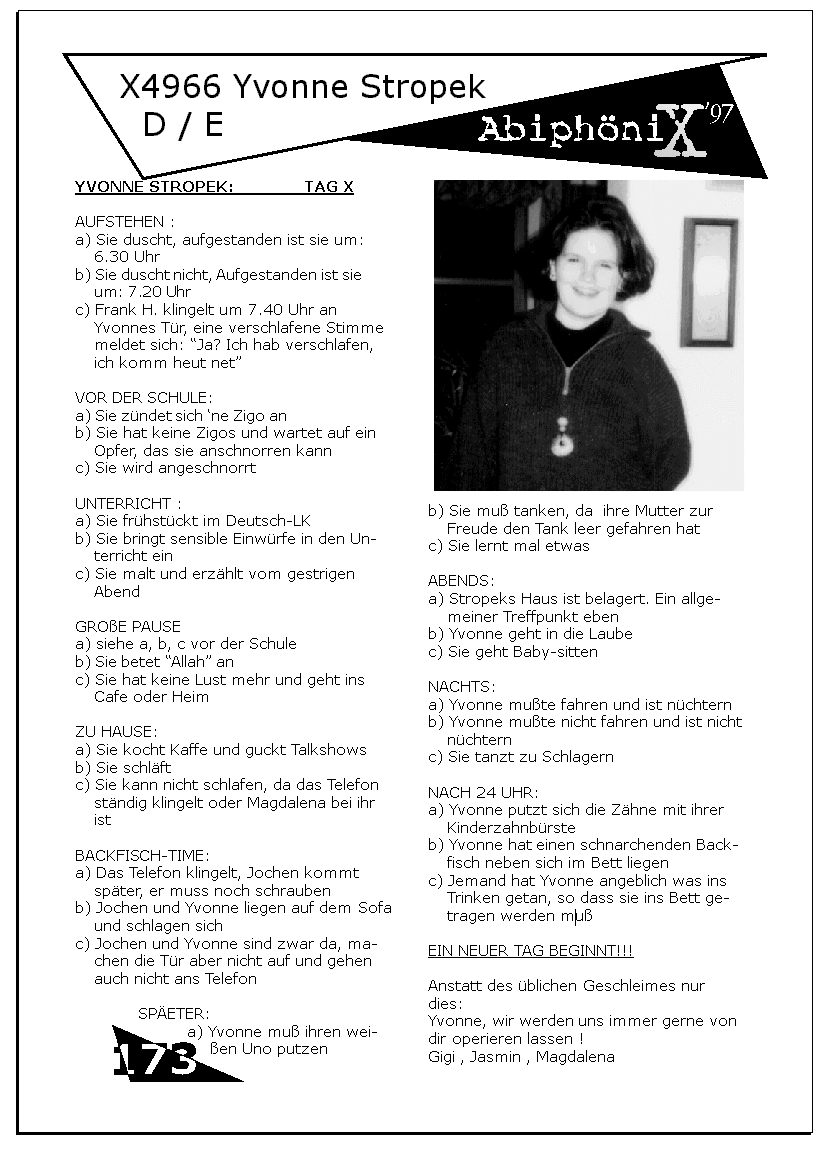 X4966 Yvonne Stropek
D / E
AbiphöniX '97
YVONNE STROPEK: TAG X
AUFSTEHEN :
a) Sie duscht, aufgestanden ist sie um:
6.30 Uhr
b) Sie duscht nicht, Aufgestanden ist sie
um: 7.20 Uhr
c) Frank H. klingelt um 7.40 Uhr an
Yvonnes Tür, eine verschlafene Stimme
meldet sich: “Ja? Ich hab verschlafen,
ich komm heut net”
VOR DER SCHULE:
a) Sie zündet sich ‘ne Zigo an
b) Sie hat keine Zigos und wartet auf ein
Opfer, das sie anschnorren kann
c) Sie wird angeschnorrt
UNTERRICHT :
a) Sie frühstückt im Deutsch-LK
b) Sie bringt sensible Einwürfe in den Un-
terricht ein
c) Sie malt und erzählt vom gestrigen
Abend
GROßE PAUSE
a) siehe a, b, c vor der Schule
b) Sie betet “Allah” an
c) Sie hat keine Lust mehr und geht ins
Cafe oder Heim
ZU HAUSE:
a) Sie kocht Kaffe und guckt Talkshows
b) Sie schläft
c) Sie kann nicht schlafen, da das Telefon
ständig klingelt oder Magdalena bei ihr
ist
BACKFISCH-TIME:
a) Das Telefon klingelt, Jochen kommt
später, er muss noch schrauben
b) Jochen und Yvonne liegen auf dem Sofa
und schlagen sich
c) Jochen und Yvonne sind zwar da, ma-
chen die Tür aber nicht auf und gehen
auch nicht ans Telefon
SPÄETER:
a) Yvonne muß ihren wei-
ßen Uno putzen
173
b) Sie muß tanken, da ihre Mutter zur
Freude den Tank leer gefahren hat
c) Sie lernt mal etwas
ABENDS:
a) Stropeks Haus ist belagert. Ein allge-
meiner Treffpunkt eben
b) Yvonne geht in die Laube
c) Sie geht Baby-sitten
NACHTS:
a) Yvonne mußte fahren und ist nüchtern
b) Yvonne mußte nicht fahren und ist nicht
nüchtern
c) Sie tanzt zu Schlagern
NACH 24 UHR:
a) Yvonne putzt sich die Zähne mit ihrer
Kinderzahnbürste
b) Yvonne hat einen schnarchenden Back-
fisch neben sich im Bett liegen
c) Jemand hat Yvonne angeblich was ins
Trinken getan, so dass sie ins Bett ge-
tragen werden muß
EIN NEUER TAG BEGINNT!!!
Anstatt des üblichen Geschleimes nur
dies:
Yvonne, wir werden uns immer gerne von
dir operieren lassen !
Gigi , Jasmin , Magdalena